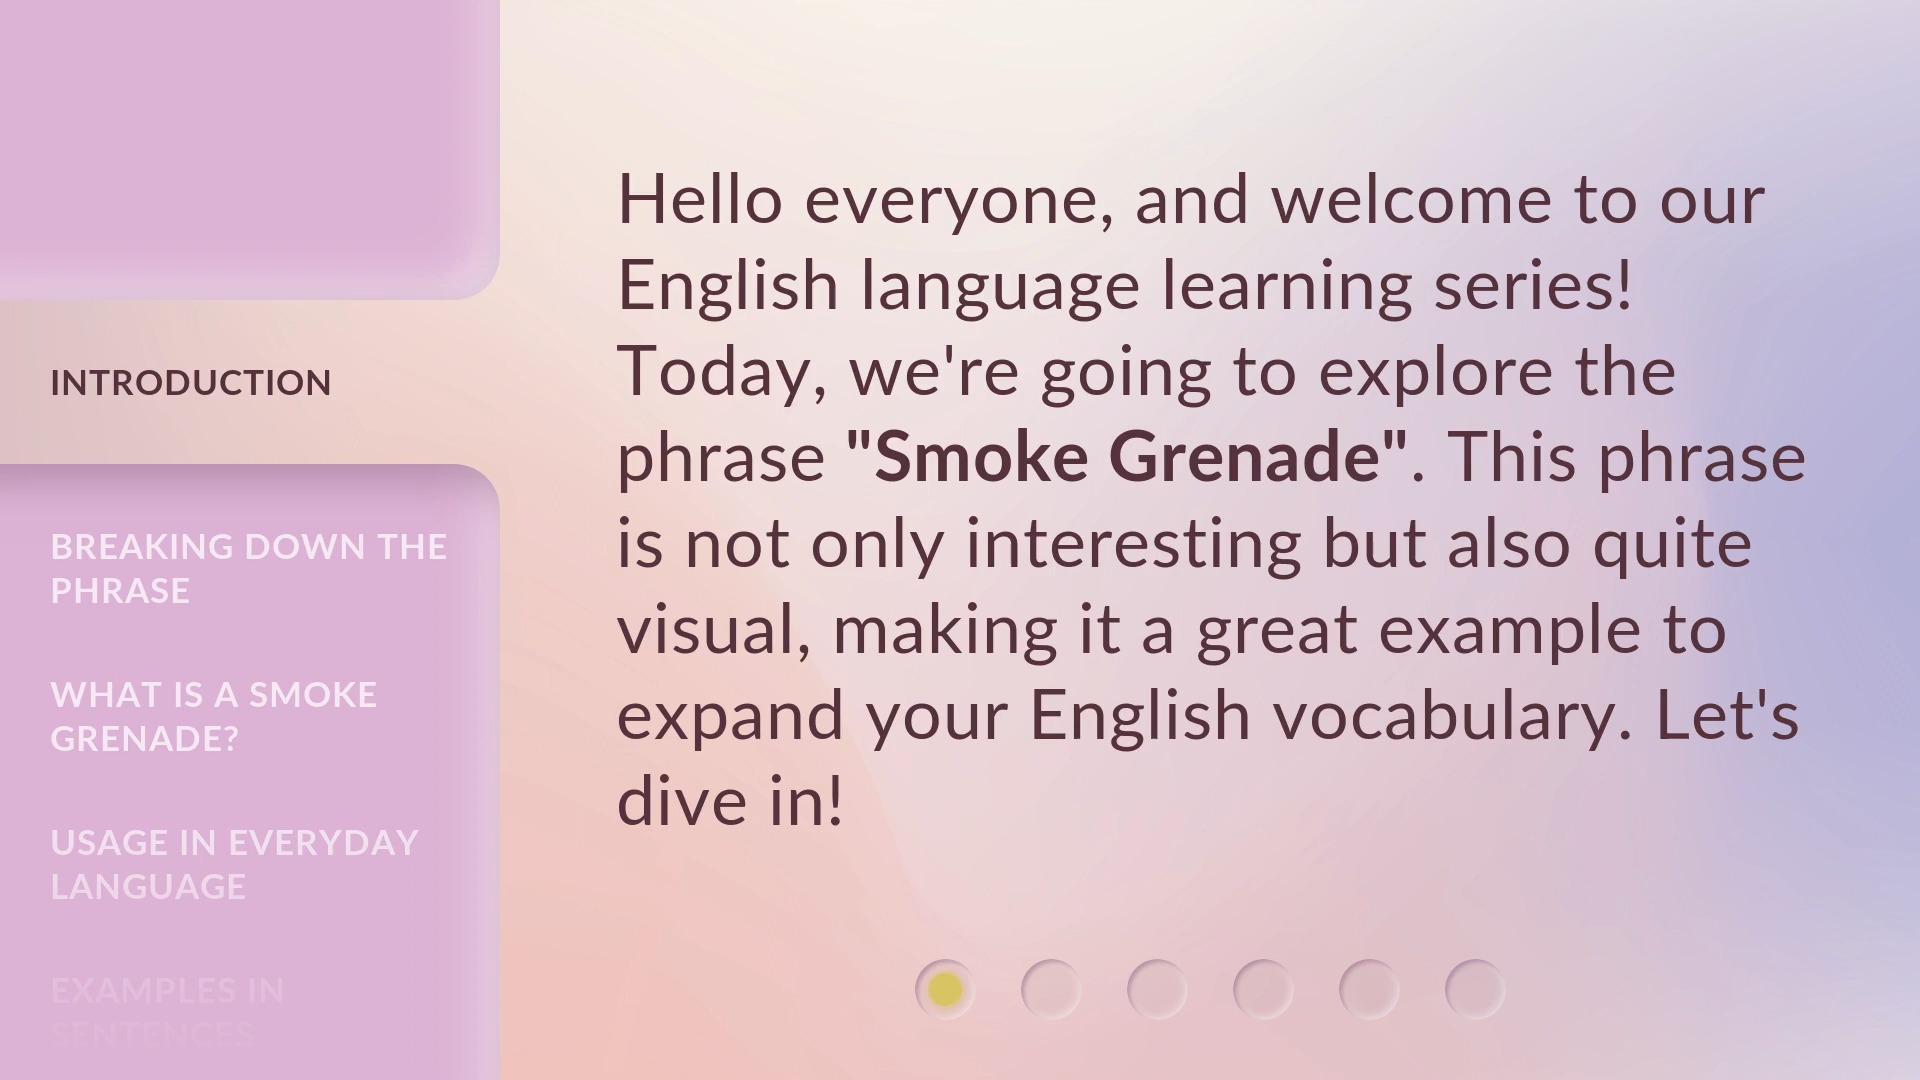 INTRODUCTION
BREAKING DOWN THE
PHRASE
WHAT IS A SMOKE
GRENADE?
USAGE IN EVERYDAY
LANGUAGE
EXAMPLES IN
SENTENCES
Hello everyone, and welcome to our
English language learning series!
Today, we're going to explore the
phrase "Smoke Grenade". This phrase
is not only interesting but also quite
visual, making it a great example to
expand your English vocabulary. Let's
dive in!